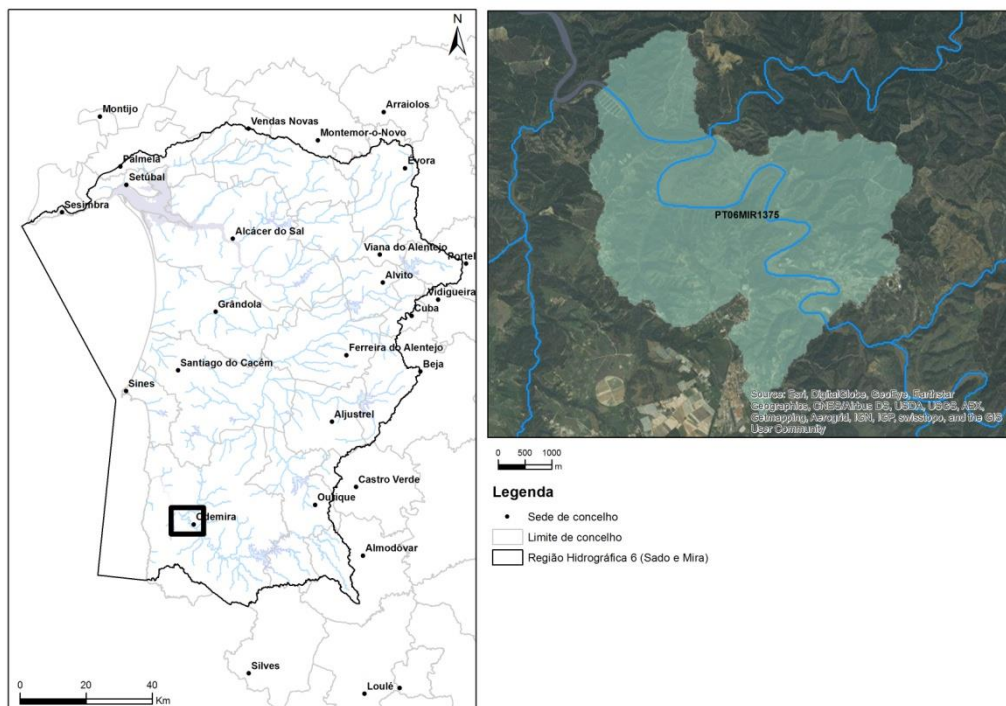 N
Montijo
Arraiolos
Vendas Novas
Montemor-o-Novo
Palmela
Évora
Setúbal
Sesimbra
Alcácer do Sal
Viana do Alentejo
Portel
Alvito
Vidigueira
Grândola
Cuba
Ferreira do Alentejo
Santiago do Cacém
Beja
Sines
Aljustrel
Castro Verde
Ourique
Odemira
Almodôvar
Silves
Loulé
0 20 40
Km
PT06MIR1375
Source: Esri, DigitalGlobe, GeoEye, Earthstar
Geographics, CNES/Airbus DS, USDA, USGS, AEX,
Getmapping, Aerogrid, IGN, IGP, swisstopo, and the GIS
User Community
0 500 1000
m
Legenda
Sede de concelho
Limite de concelho
Região Hidrográfica 6 (Sado e Mira)